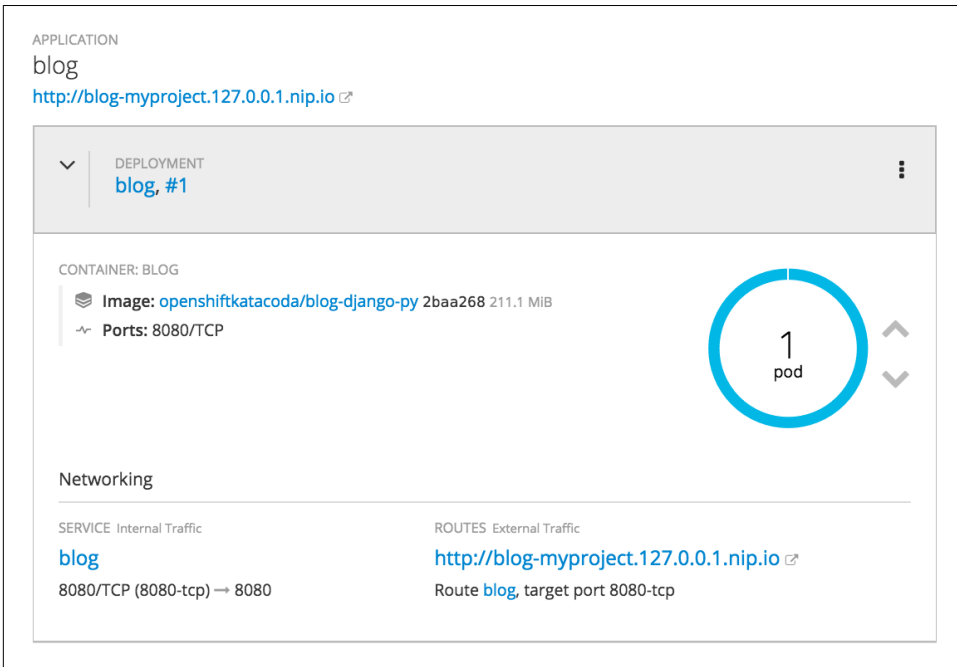 APPLICATION
blog
http://blog-myproject.127.0.0.1.nip.io
DEPLOYMENT
blog, #1
CONTAINER: BLOG
Image: openshiftkatacoda/blog-django-py 2baa268 211.1 MiB
Ports: 8080/TCP
1
pod
Networking
SERVICE Internal Traffic
blog
8080/TCP (8080-tcp) → 8080
ROUTES External Traffic
http://blog-myproject.127.0.0.1.nip.io
Route blog, target port 8080-tcp